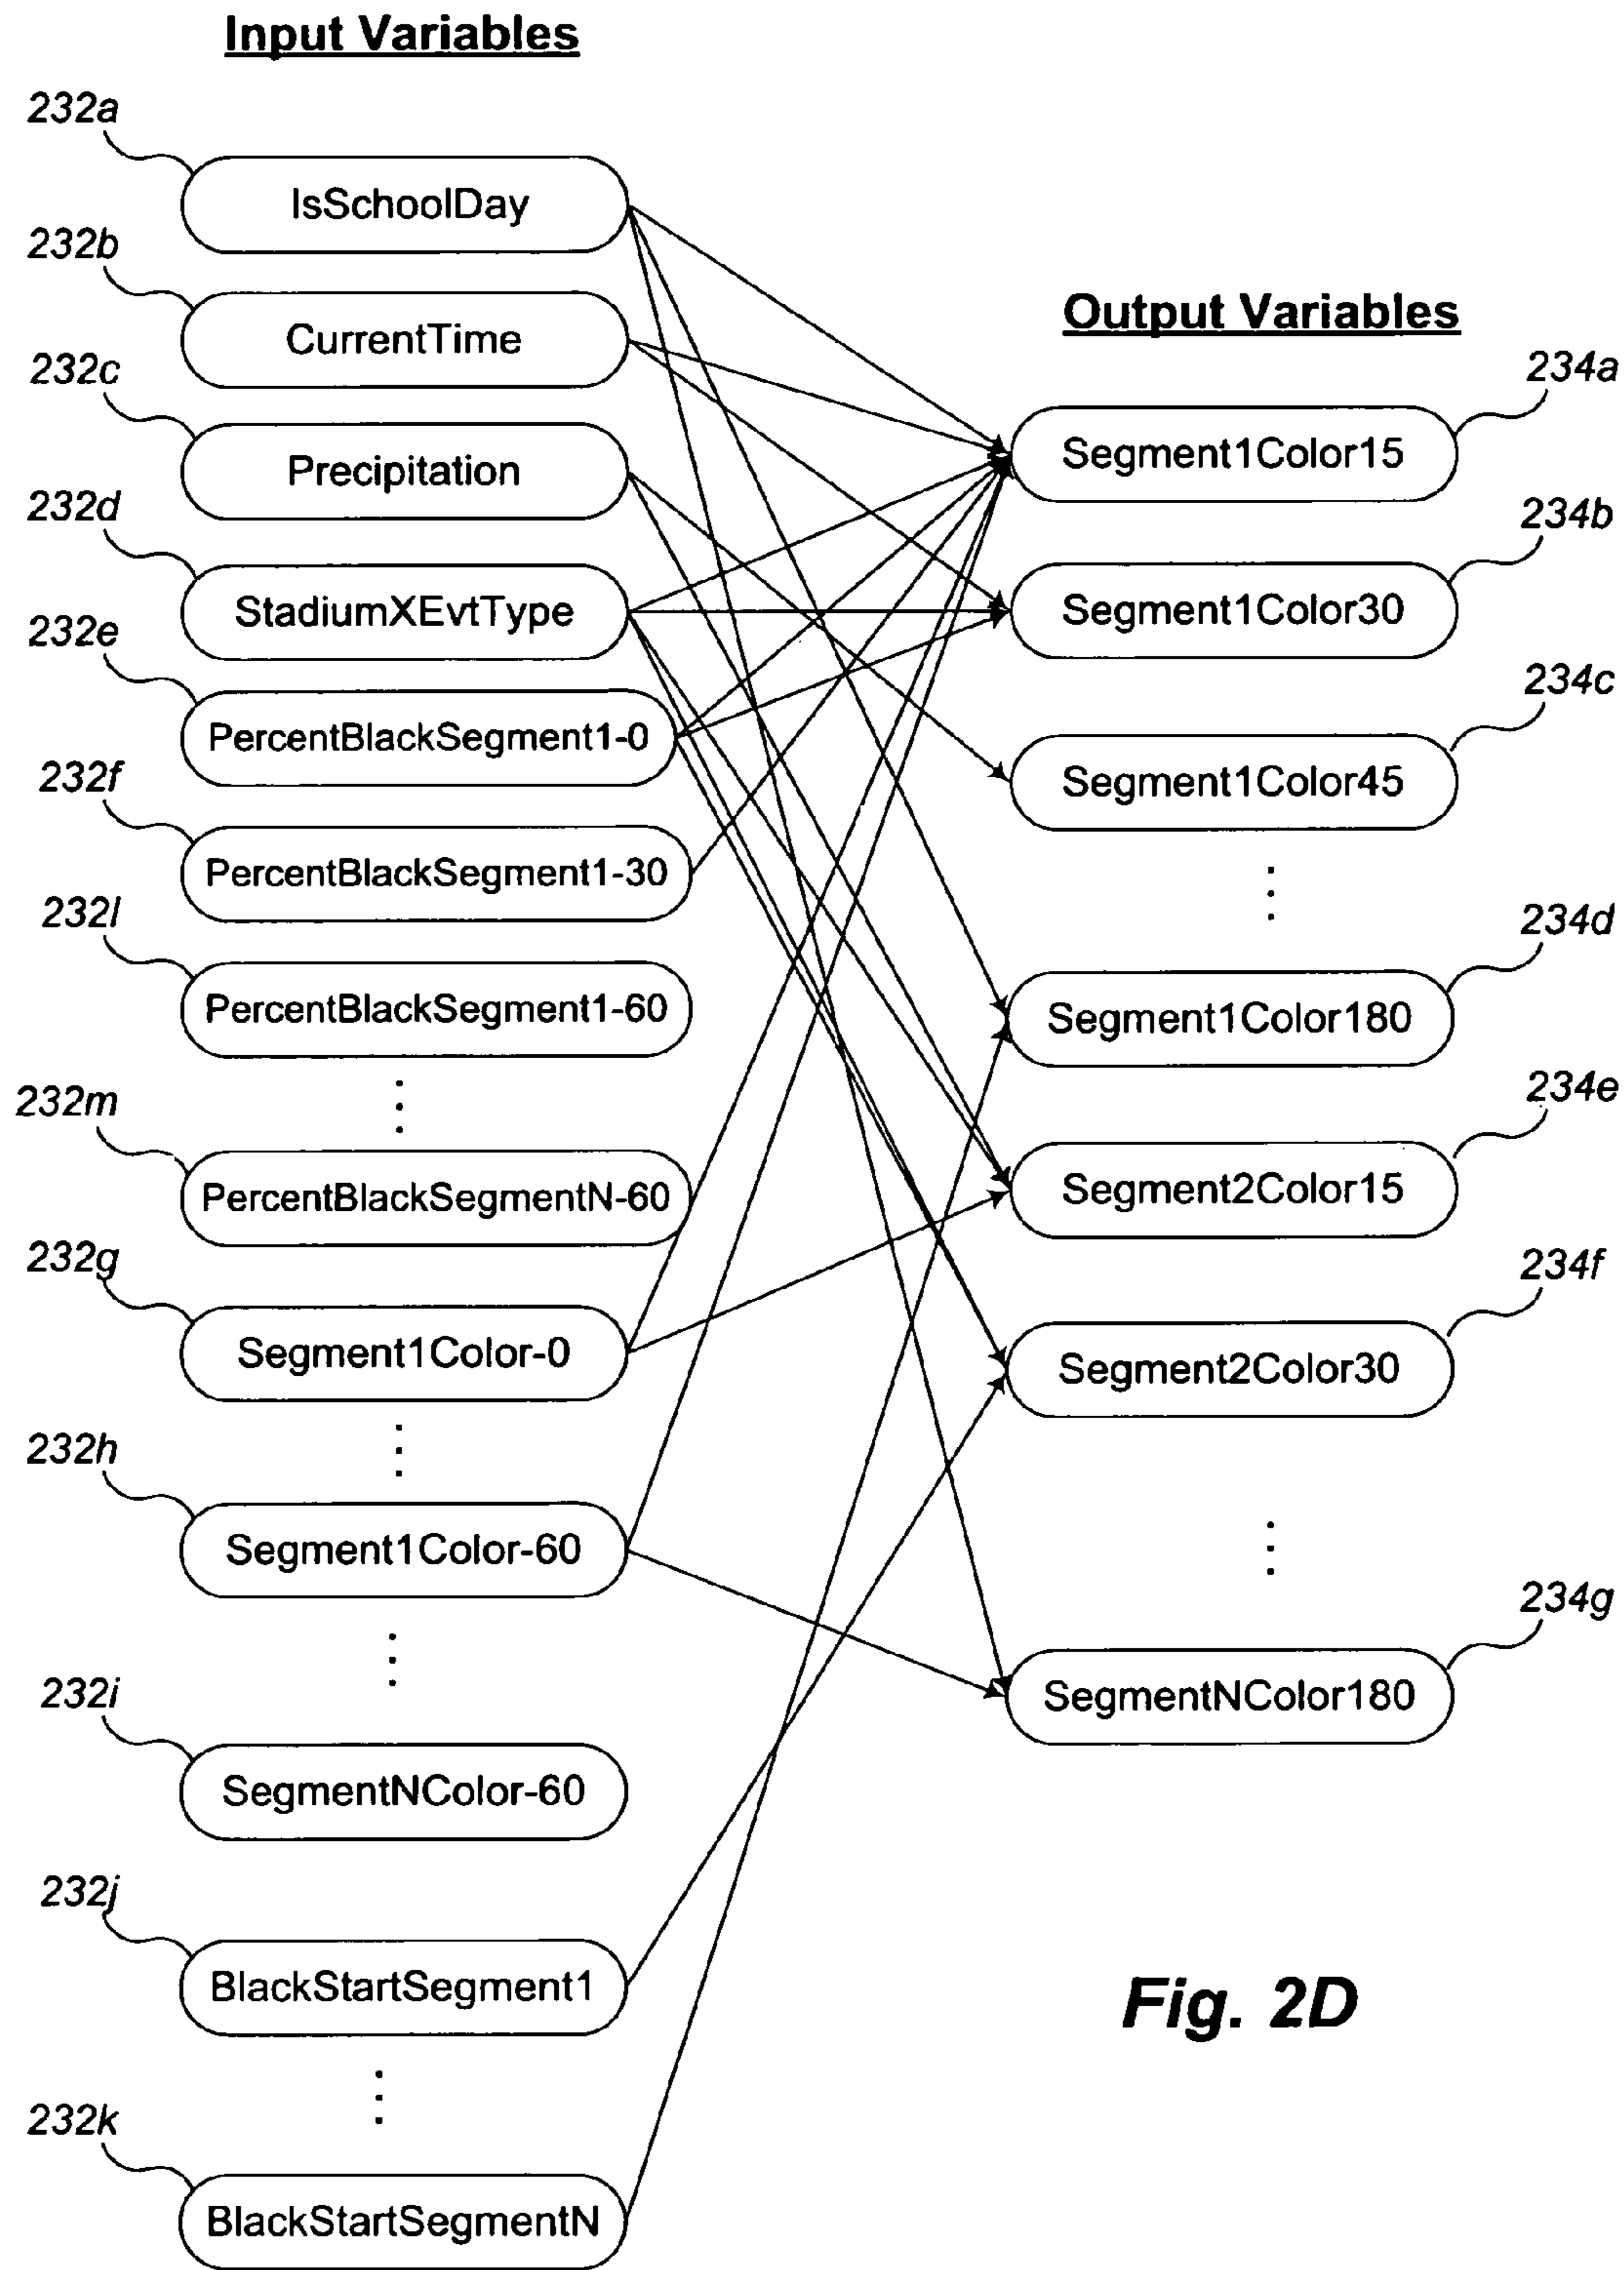 Input Variables
232a
IsSchoolDay
232b
CurrentTime
232c
Precipitation
232d
StadiumXEvtType
232e
PercentBlackSegment1-0
232f
PercentBlackSegment1-30
232l
PercentBlackSegment1-60
232m
PercentBlackSegmentN-60
232g
Segment1Color-0
232h
Segment1Color-60
232i
SegmentNColor-60
232j
BlackStartSegment1
232k
BlackStartSegmentN
Output Variables
234a
Segment1Color15
234b
Segment1Color30
234c
Segment1Color45
234d
Segment1Color180
234e
Segment2Color15
234f
Segment2Color30
234g
SegmentNColor180
Fig. 2D